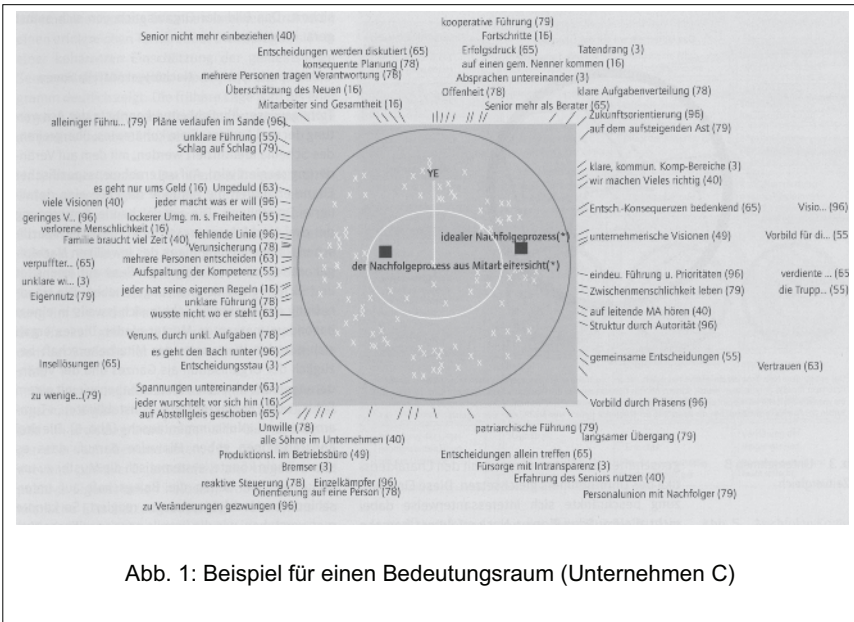 kooperative Führung (79)
Senior nicht mehr einbeziehen (40)
Fortschritte (16)
Entscheidungen werden diskutiert (65)
Erfolgsdruck (65)
Tatendrang (3)
konsequente Planung (78)
auf einen gem. Nenner kommen (16)
mehrere Personen tragen Verantwortung (78)
Absprachen untereinander (3)
Überschätzung des Neuen (16)
Offenheit (78)
klare Aufgabenverteilung (78)
Mitarbeiter sind Gesamtheit (16)
Senior mehr als Berater (65)
alleiniger Führu... (79)
Pläne verlaufen im Sande (96)
Zukunftsorientierung (96)
unklare Führung (55)
auf dem aufsteigenden Ast (79)
Schlag auf Schlag (79)
YE
klare, kommun. Komp-Bereiche (3)
wir machen Vieles richtig (40)
es geht nur ums Geld (16)
Ungeduld (63)
viele Visionen (40)
jeder macht was er will (96)
Entsch.-Konsequenzen bedenkend (65)
Visio... (96)
geringes V... (96)
lockerer Umg. m. s. Freiheiten (55)
verlorene Menschlichkeit (16)
fehlende Linie (96)
idealer Nachfolgeprozess(*)
unternehmerische Visionen (49)
Vorbild für di... (55)
Familie braucht viel Zeit (40)
Verunsicherung (78)
verpuffter... (65)
mehrere Personen entscheiden (63)
der Nachfolgeprozess aus Mitarbeitersicht(*)
Aufspaltung der Kompetenz (55)
eindeu. Führung u. Prioritäten (96)
verdiente ... (65
unklare wi... (3)
Eigennutz (79)
jeder hat seine eigenen Regeln (16)
Zwischenmenschlichkeit leben (79)
die Trupp... (55)
unklare Führung (78)
wusste nicht wo er steht (63)
auf leitende MA hören (40)
Struktur durch Autorität (96)
Veruns. durch unkl. Aufgaben (78)
es geht den Bach runter (96)
gemeinsame Entscheidungen (55)
Insellösungen (65)
Entscheidungsstau (3)
Vertrauen (63)
Spannungen untereinander (63)
zu wenige...(79)
jeder wurschtelt vor sich hin (16)
Vorbild durch Präsens (96)
auf Abstellgleis geschoben (65)
Unwille (78)
patriarchische Führung (79)
alle Söhne im Unternehmen (40)
langsamer Übergang (79)
Produktionsl. im Betriebsbüro (49)
Entscheidungen allein treffen (65)
Bremser (3)
Fürsorge mit Intransparenz (3)
reaktive Steuerung (78)
Einzelkämpfer (96)
Erfahrung des Seniors nutzen (40)
Orientierung auf eine Person (78)
Personalunion mit Nachfolger (79)
zu Veränderungen gezwungen (96)
Abb. 1: Beispiel für einen Bedeutungsraum (Unternehmen C)